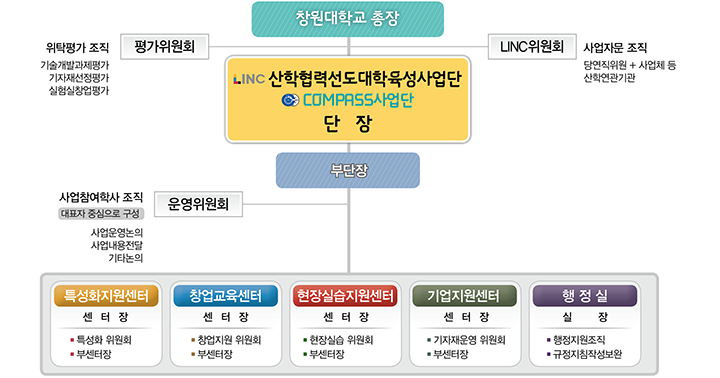 창원대학교 총장
위탁평가 조직
평가위원회
기술개발과제평가
기자재선정평가
실험실창업평가
LINC위원회
사업자문 조직
당연직위원 + 사업체 등
산학연관기관
LINC 산학협력선도대학육성사업단
COMPASS사업단
단 장
부단장
사업참여학사 조직
대표자 중심으로 구성
운영위원회
사업운영논의
사업내용전달
기타논의
특성화지원센터
센 터 장
▪ 특성화 위원회
▪ 부센터장
창업교육센터
센 터 장
▪ 창업지원 위원회
▪ 부센터장
현장실습지원센터
센 터 장
▪ 현장실습 위원회
▪ 부센터장
기업지원센터
센 터 장
▪ 기자재운영 위원회
▪ 부센터장
행 정 실
실 장
▪ 행정지원조직
▪ 규정지침작성보완